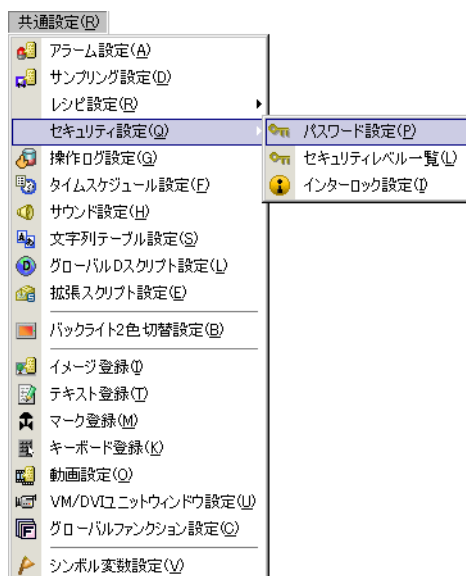 共通設定(R)
アラーム設定(A)
サンプリング設定(D)
レシピ設定(R)
セキュリティ設定(Q)
パスワード設定(P)
セキュリティレベル一覧(L)
インターロック設定(I)
操作ログ設定(G)
タイムスケジュール設定(F)
サウンド設定(H)
文字列テーブル設定(S)
グローバルDスクリプト設定(L)
拡張スクリプト設定(E)
バックライト2色切替設定(B)
イメージ登録(I)
テキスト登録(T)
マーク登録(M)
キーボード登録(K)
動画設定(O)
VM/DVIユニットウィンドウ設定(U)
グローバルファンクション設定(C)
シンボル変数設定(V)